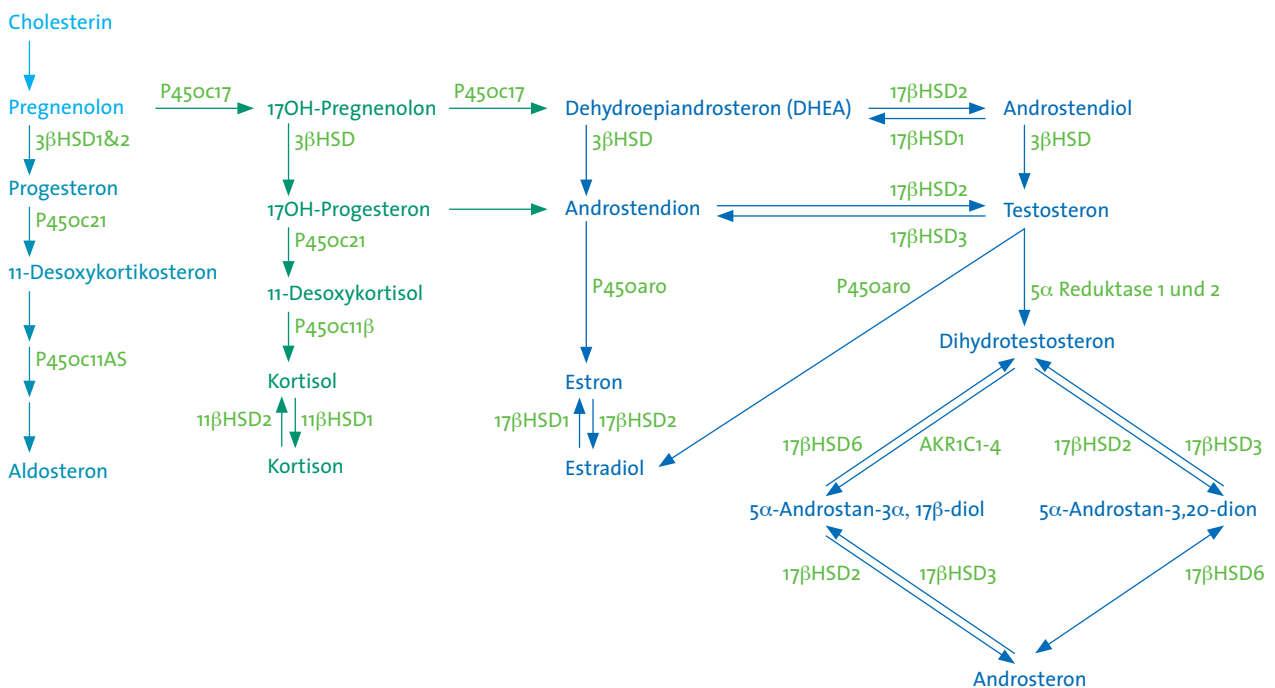 Cholesterin
P450c17
P450c17
17βHSD2
Pregnenolon
17OH-Pregnenolon
Dehydroepiandrosteron (DHEA)
Androstendiol
17βHSD1
3βHSD1&2
3βHSD
3βHSD
3βHSD
Progesteron
17βHSD2
17OH-Progesteron
Androstendion
Testosteron
P450c21
P450c21
17βHSD3
11-Desoxykortikosteron
11-Desoxykortisol
P450aro
P450aro
5α Reduktase 1 und 2
P450c11β
Dihydrotestosteron
P450c11AS
Kortisol
Estron
11βHSD2
11βHSD1
17βHSD1
17βHSD2
17βHSD6
AKR1C1-4
17βHSD2
17βHSD3
Aldosteron
Kortison
Estradiol
5α-Androstan-3α, 17β-diol
5α-Androstan-3,20-dion
17βHSD2
17βHSD3
17βHSD6
Androsteron